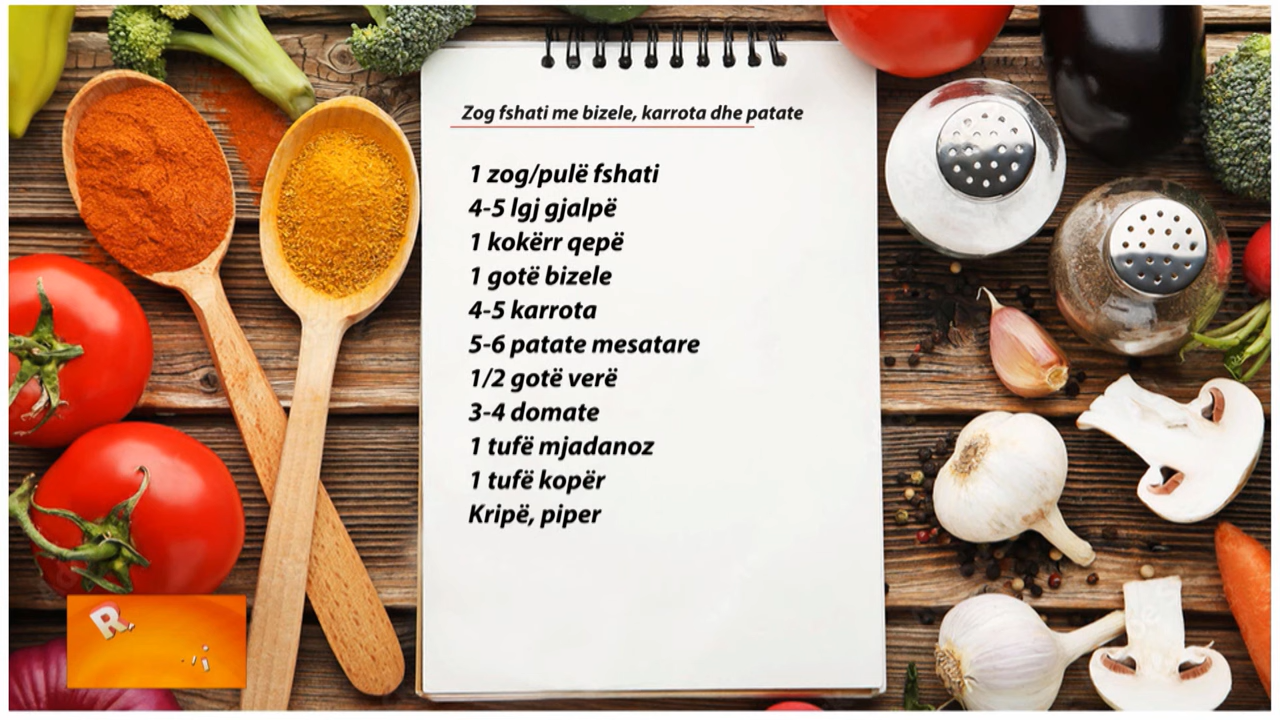 Zog fshati me bizele, karrota dhe patate
1 zog/pulë fshati
4-5 lgj gjalpë
1 kokërr qepë
1 gotë bizele
4-5 karrota
5-6 patate mesatare
1/2 gotë verë
3-4 domate
1 tufë mjadanoz
1 tufë kopër
Kripë, piper